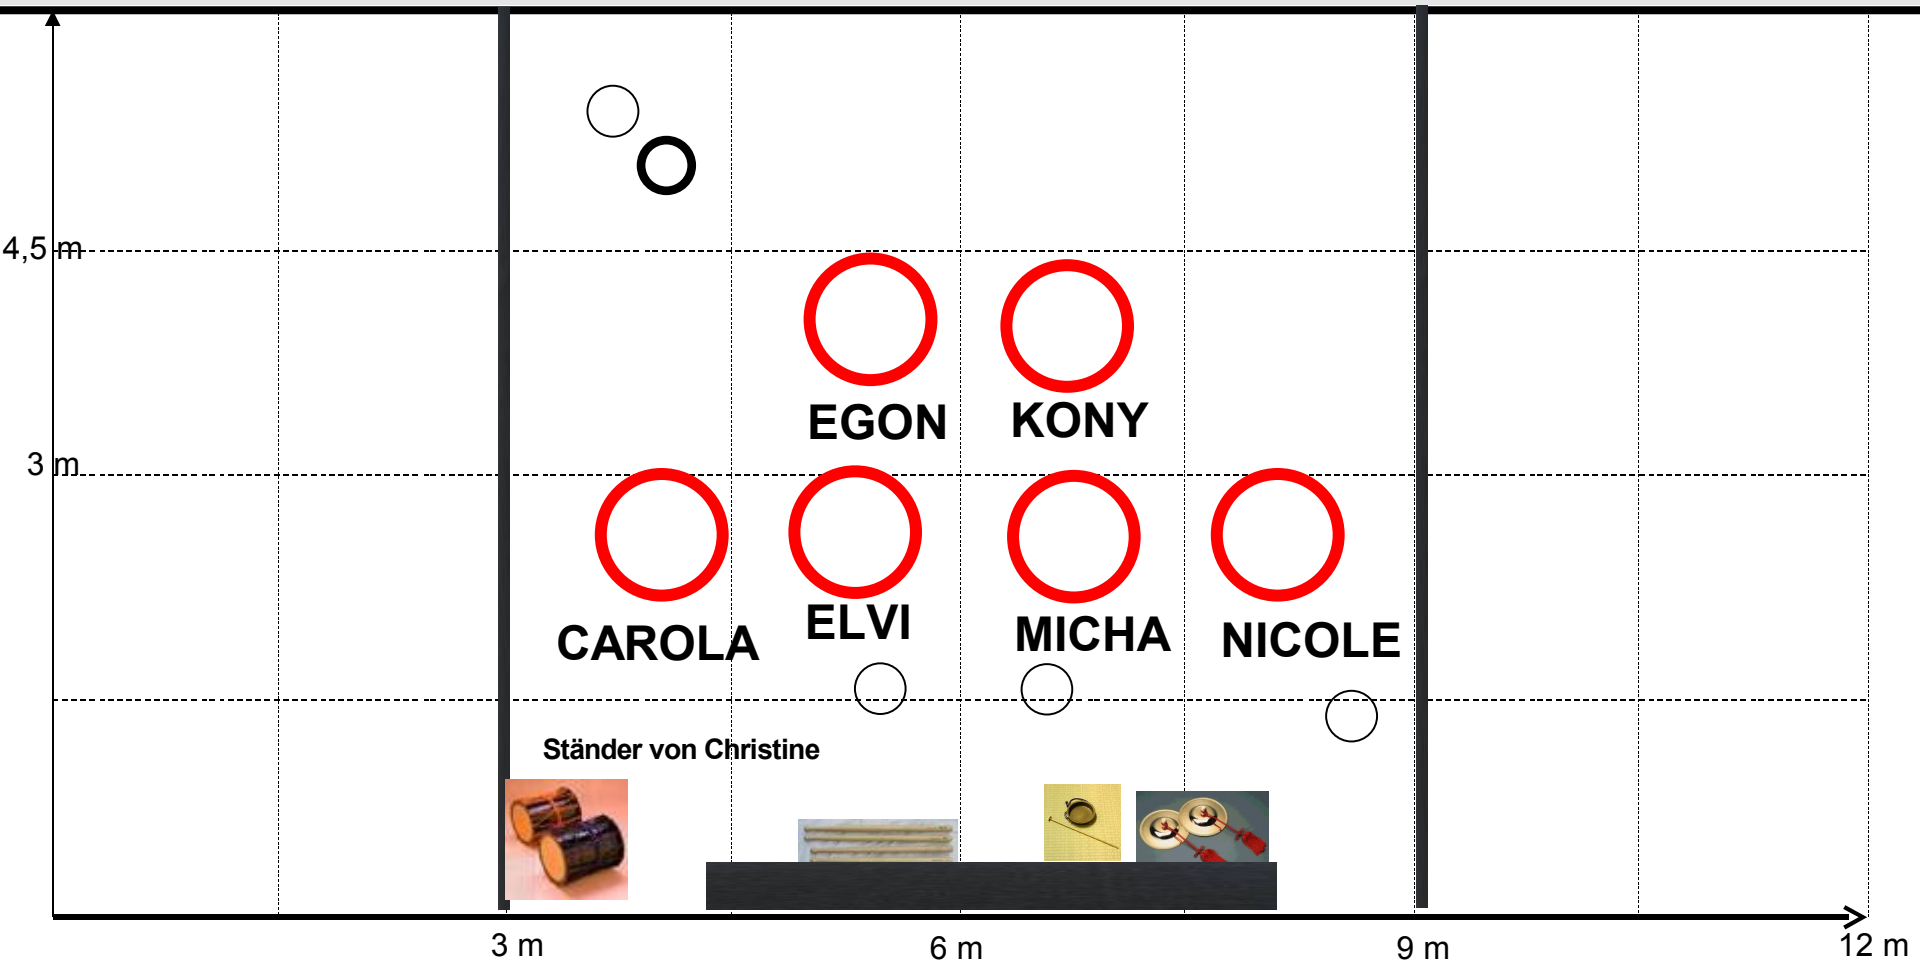 4,5 m
EGON
KONY
3 m
CAROLA
ELVI
MICHA
NICOLE
Ständer von Christine
3 m
6 m
9 m
12 m